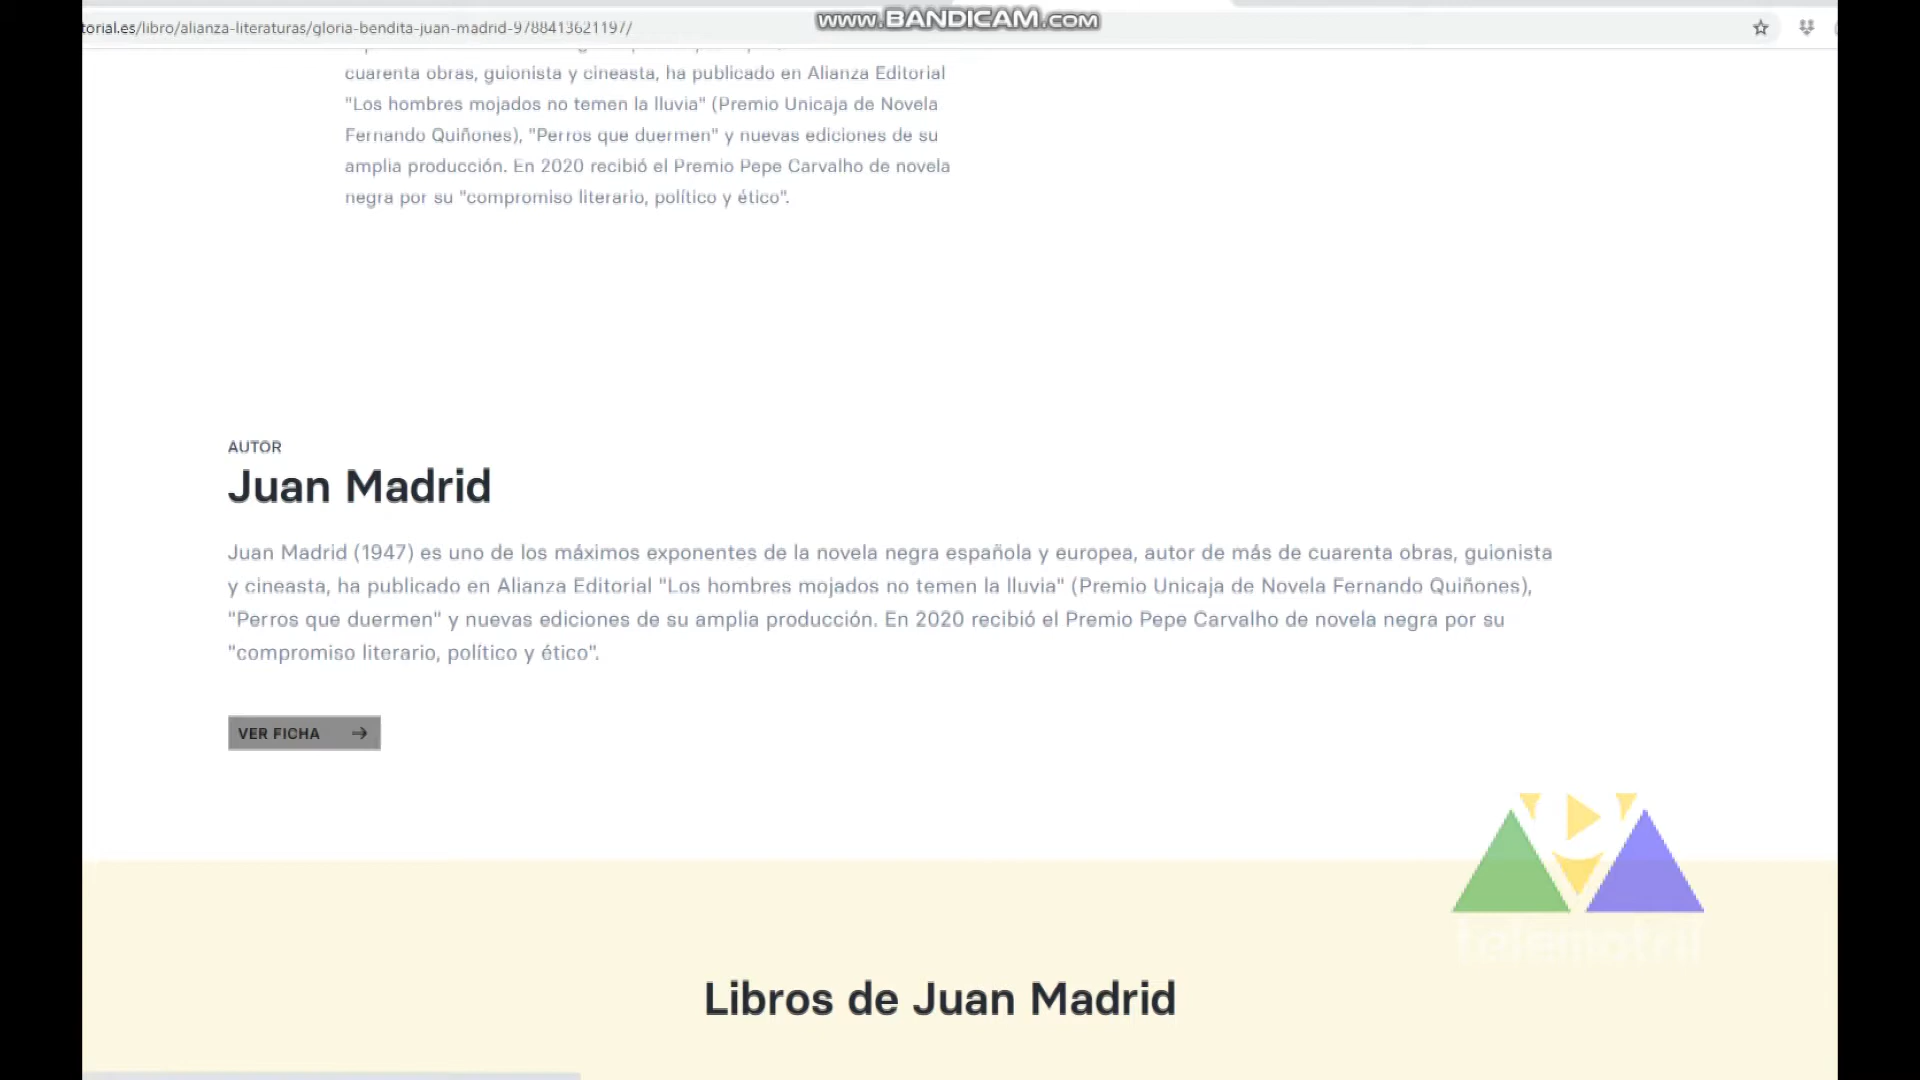 www.BANDICAM.com
torial.es/libro/alianza-literaturas/gloria-bendita-juan-madrid-9788413621197/
cuarenta obras, guionista y cineasta, ha publicado en Alianza Editorial
"Los hombres mojados no temen la lluvia" (Premio Unicaja de Novela
Fernando Quiñones), "Perros que duermen" y nuevas ediciones de su
amplia producción. En 2020 recibió el Premio Pepe Carvalho de novela
negra por su "compromiso literario, político y ético".
AUTOR
Juan Madrid
Juan Madrid (1947) es uno de los máximos exponentes de la novela negra española y europea, autor de más de cuarenta obras, guionista
y cineasta, ha publicado en Alianza Editorial "Los hombres mojados no temen la lluvia" (Premio Unicaja de Novela Fernando Quiñones),
"Perros que duermen" y nuevas ediciones de su amplia producción. En 2020 recibió el Premio Pepe Carvalho de novela negra por su
"compromiso literario, político y ético".
VER FICHA
telemotril
Libros de Juan Madrid